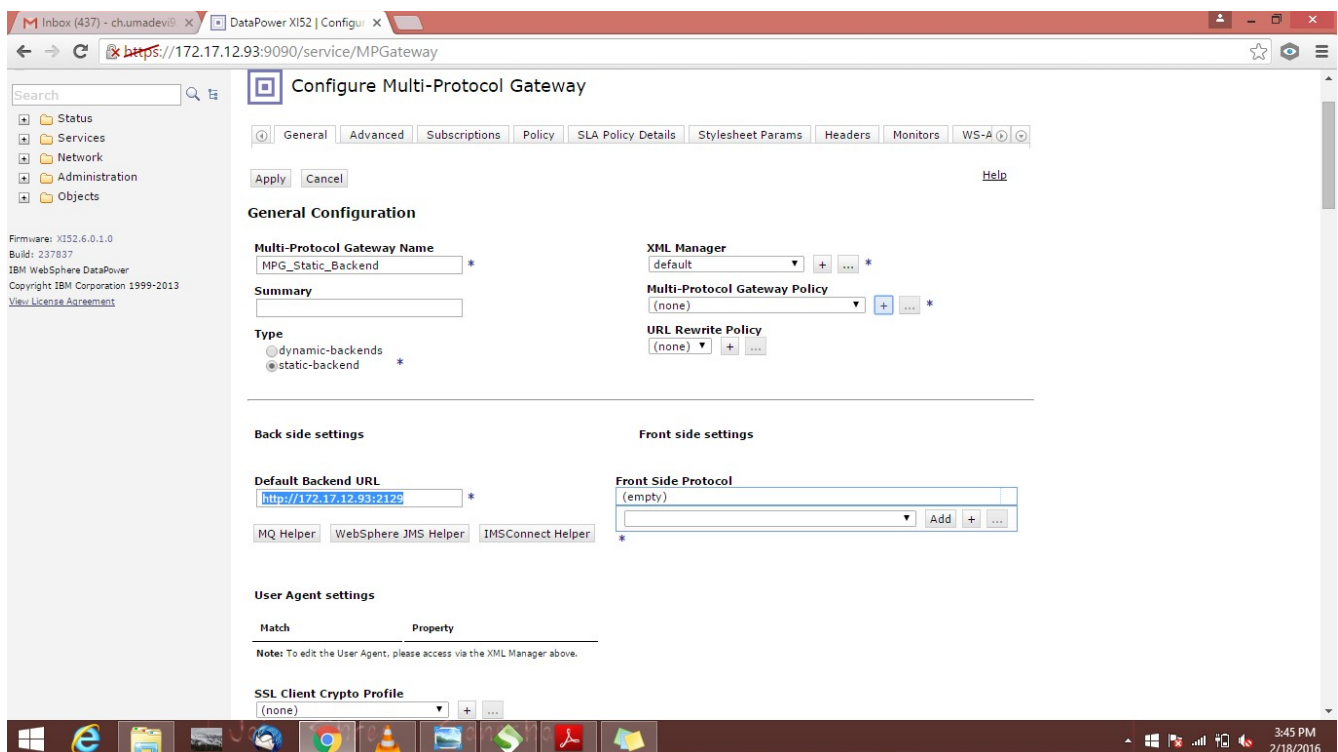 Inbox (437) - ch.umadevi9
DataPower XI52 | Configur
https://172.17.12.93:9090/service/MPGateway
Search
Status
Services
Network
Administration
Objects
Firmware: XI52.6.0.1.0
Build: 237837
IBM WebSphere DataPower
Copyright IBM Corporation 1999-2013
View License Agreement
Configure Multi-Protocol Gateway
General Advanced Subscriptions Policy SLA Policy Details Stylesheet Params Headers Monitors WS-A
Apply Cancel
Help
General Configuration
Multi-Protocol Gateway Name
MPG_Static_Backend *
Summary
Type
dynamic-backends
static-backend *
XML Manager
default + ... *
Multi-Protocol Gateway Policy
(none) + ... *
URL Rewrite Policy
(none) + ...
Back side settings
Default Backend URL
http://172.17.12.93:2129 *
MQ Helper WebSphere JMS Helper IMSConnect Helper
Front side settings
Front Side Protocol
(empty)
Add + ...
*
User Agent settings
Match Property
Note: To edit the User Agent, please access via the XML Manager above.
SSL Client Crypto Profile
(none) + ...
3:45 PM
2/18/2016